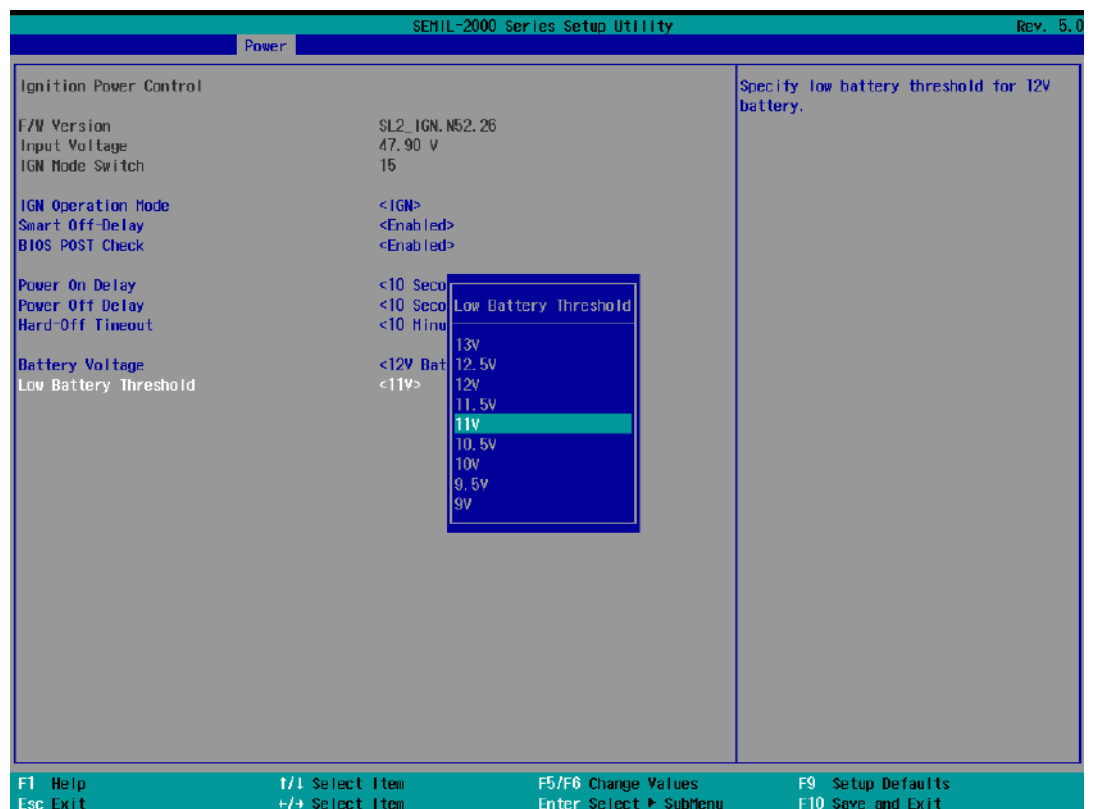 SEMIL-2000 Series Setup Utility Rev. 5.0
Power
Ignition Power Control
Specify low battery threshold for 12V
battery.
F/W Version SL2_IGN.N52.26
Input Voltage 47.90 V
IGN Mode Switch 15
IGN Operation Mode <IGN>
Smart Off-Delay <Enabled>
BIOS POST Check <Enabled>
Power On Delay <10 Seco
Power Off Delay <10 Seco
Hard-Off Timeout <10 Minu
Battery Voltage <12V Bat
Low Battery Threshold <11V>
Low Battery Threshold
13V
12.5V
12V
11.5V
11V
10.5V
10V
9.5V
9V
F1 Help ↑/↓ Select Item F5/F6 Change Values F9 Setup Defaults
Esc Exit ←/→ Select Item Enter Select ▶ SubMenu F10 Save and Exit